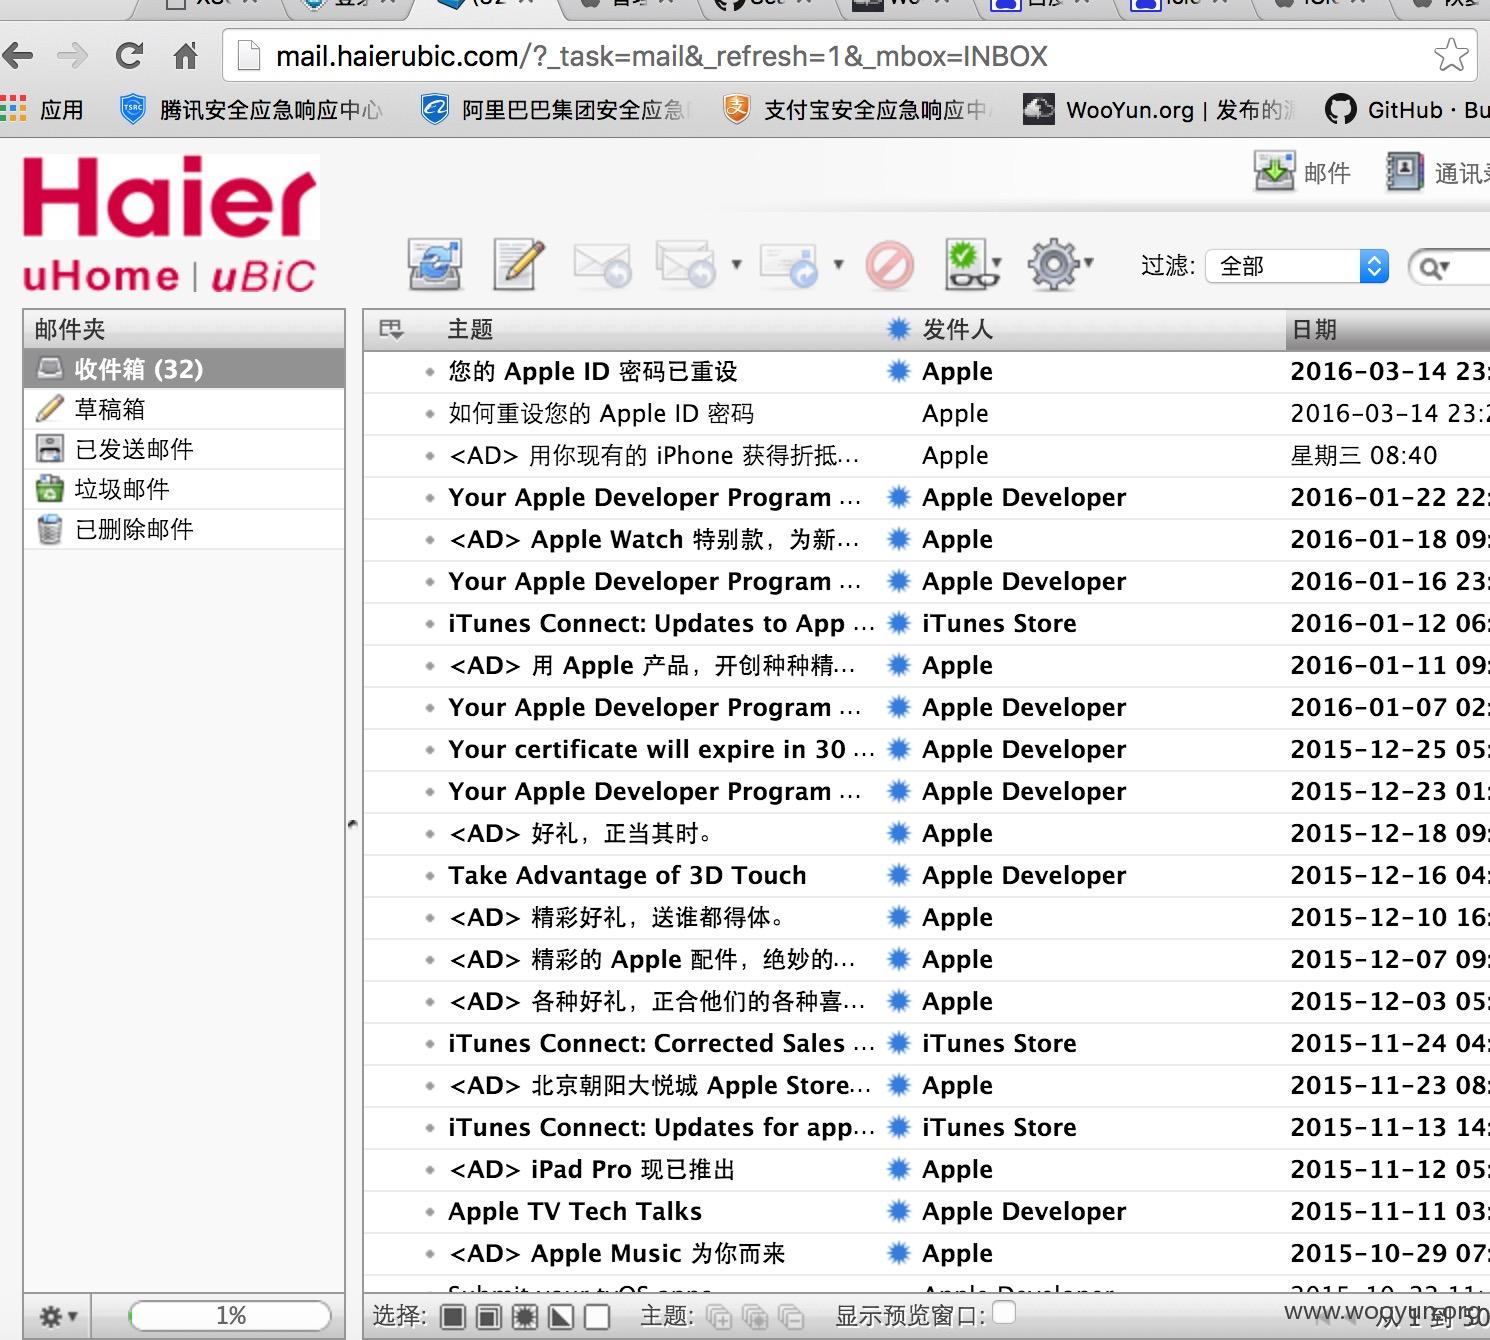 mail.haierubic.com/?_task=mail&_refresh=1&_mbox=INBOX
应用 腾讯安全应急响应中心 阿里巴巴集团安全应急 支付宝安全应急响应中 WooYun.org | 发布的 GitHub · Bu
Haier
uHome | uBiC
邮件 通讯
过滤: 全部
邮件夹
收件箱 (32)
草稿箱
已发送邮件
垃圾邮件
已删除邮件
主题 发件人 日期
您的 Apple ID 密码已重设 Apple 2016-03-14 23:
如何重设您的 Apple ID 密码 Apple 2016-03-14 23:2
<AD> 用你现有的 iPhone 获得折抵... Apple 星期三 08:40
Your Apple Developer Program ... Apple Developer 2016-01-22 22:
<AD> Apple Watch 特别款，为新... Apple 2016-01-18 09:
Your Apple Developer Program ... Apple Developer 2016-01-16 23:
iTunes Connect: Updates to App ... iTunes Store 2016-01-12 06:
<AD> 用 Apple 产品，开创种种精... Apple 2016-01-11 09:
Your Apple Developer Program ... Apple Developer 2016-01-07 02:
Your certificate will expire in 30 ... Apple Developer 2015-12-25 05:
Your Apple Developer Program ... Apple Developer 2015-12-23 01:
<AD> 好礼，正当其时。 Apple 2015-12-18 09:
Take Advantage of 3D Touch Apple Developer 2015-12-16 04:
<AD> 精彩好礼，送谁都得体。 Apple 2015-12-10 16:
<AD> 精彩的 Apple 配件，绝妙的... Apple 2015-12-07 09:
<AD> 各种好礼，正合他们的各种喜... Apple 2015-12-03 05:
iTunes Connect: Corrected Sales ... iTunes Store 2015-11-24 04:
<AD> 北京朝阳大悦城 Apple Store... Apple 2015-11-23 08:
iTunes Connect: Updates for app... iTunes Store 2015-11-13 14:
<AD> iPad Pro 现已推出 Apple 2015-11-12 05:
Apple TV Tech Talks Apple Developer 2015-11-11 03:
<AD> Apple Music 为你而来 Apple 2015-10-29 07:
Submit your tvOS apps Apple Developer
1% 选择: 主题: 显示预览窗口:
www.wooyun.org